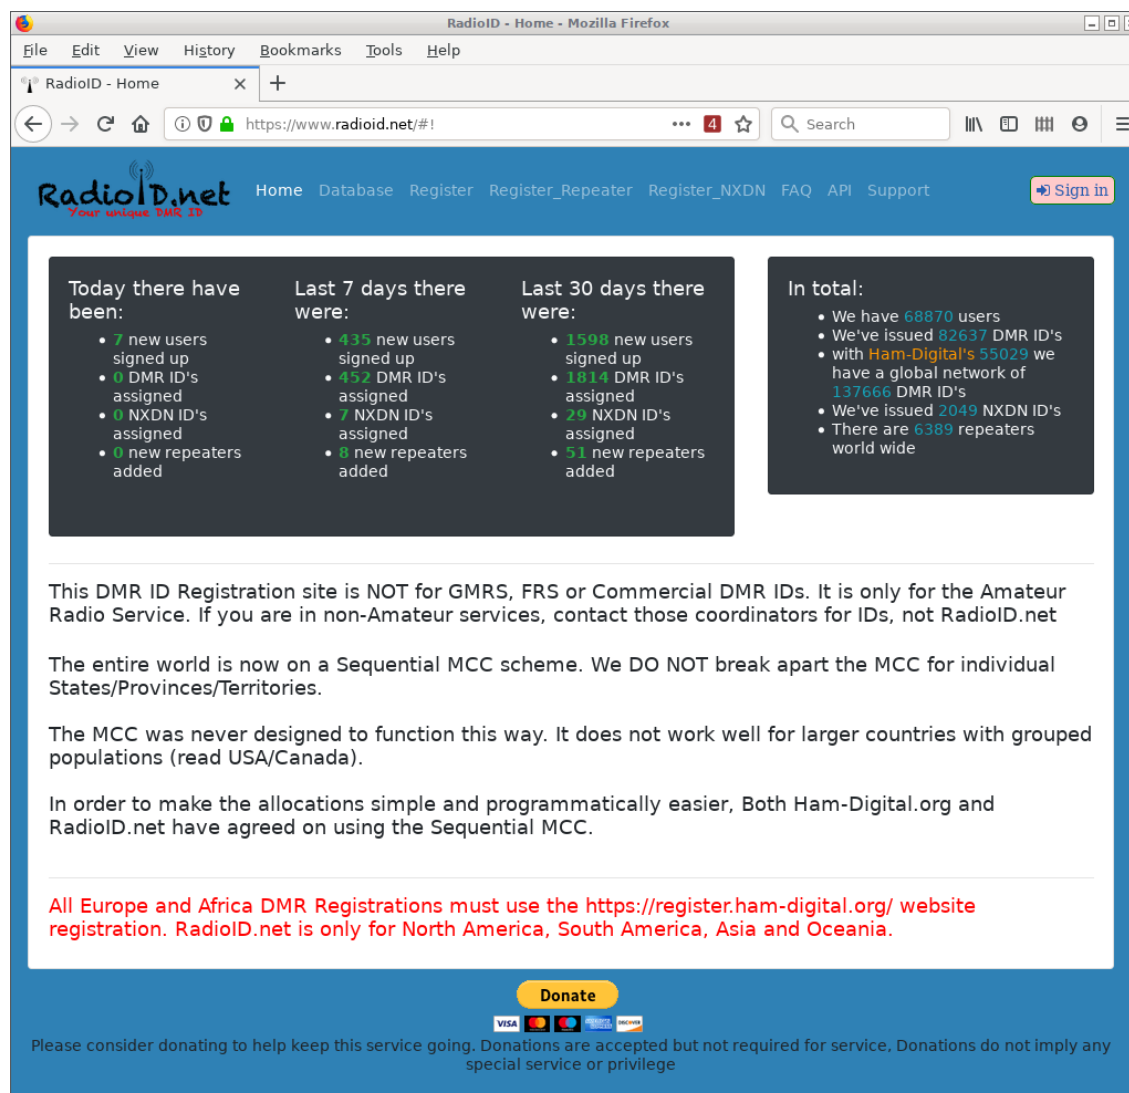 RadioID - Home - Mozilla Firefox
File Edit View History Bookmarks Tools Help
RadioID - Home
https://www.radioid.net/#!
4
Search
RadioID.net
Your unique DMR ID
Home Database Register Register_Repeater Register_NXDN FAQ API Support
Sign in
Today there have
been:
• 7 new users
signed up
• 0 DMR ID's
assigned
• 0 NXDN ID's
assigned
• 0 new repeaters
added
Last 7 days there
were:
• 435 new users
signed up
• 452 DMR ID's
assigned
• 7 NXDN ID's
assigned
• 8 new repeaters
added
Last 30 days there
were:
• 1598 new users
signed up
• 1814 DMR ID's
assigned
• 29 NXDN ID's
assigned
• 51 new repeaters
added
In total:
• We have 68870 users
• We've issued 82637 DMR ID's
• with Ham-Digital's 55029 we
have a global network of
137666 DMR ID's
• We've issued 2049 NXDN ID's
• There are 6389 repeaters
world wide
This DMR ID Registration site is NOT for GMRS, FRS or Commercial DMR IDs. It is only for the Amateur
Radio Service. If you are in non-Amateur services, contact those coordinators for IDs, not RadioID.net
The entire world is now on a Sequential MCC scheme. We DO NOT break apart the MCC for individual
States/Provinces/Territories.
The MCC was never designed to function this way. It does not work well for larger countries with grouped
populations (read USA/Canada).
In order to make the allocations simple and programmatically easier, Both Ham-Digital.org and
RadioID.net have agreed on using the Sequential MCC.
All Europe and Africa DMR Registrations must use the https://register.ham-digital.org/ website
registration. RadioID.net is only for North America, South America, Asia and Oceania.
Donate
VISA DISCOVER
Please consider donating to help keep this service going. Donations are accepted but not required for service, Donations do not imply any
special service or privilege